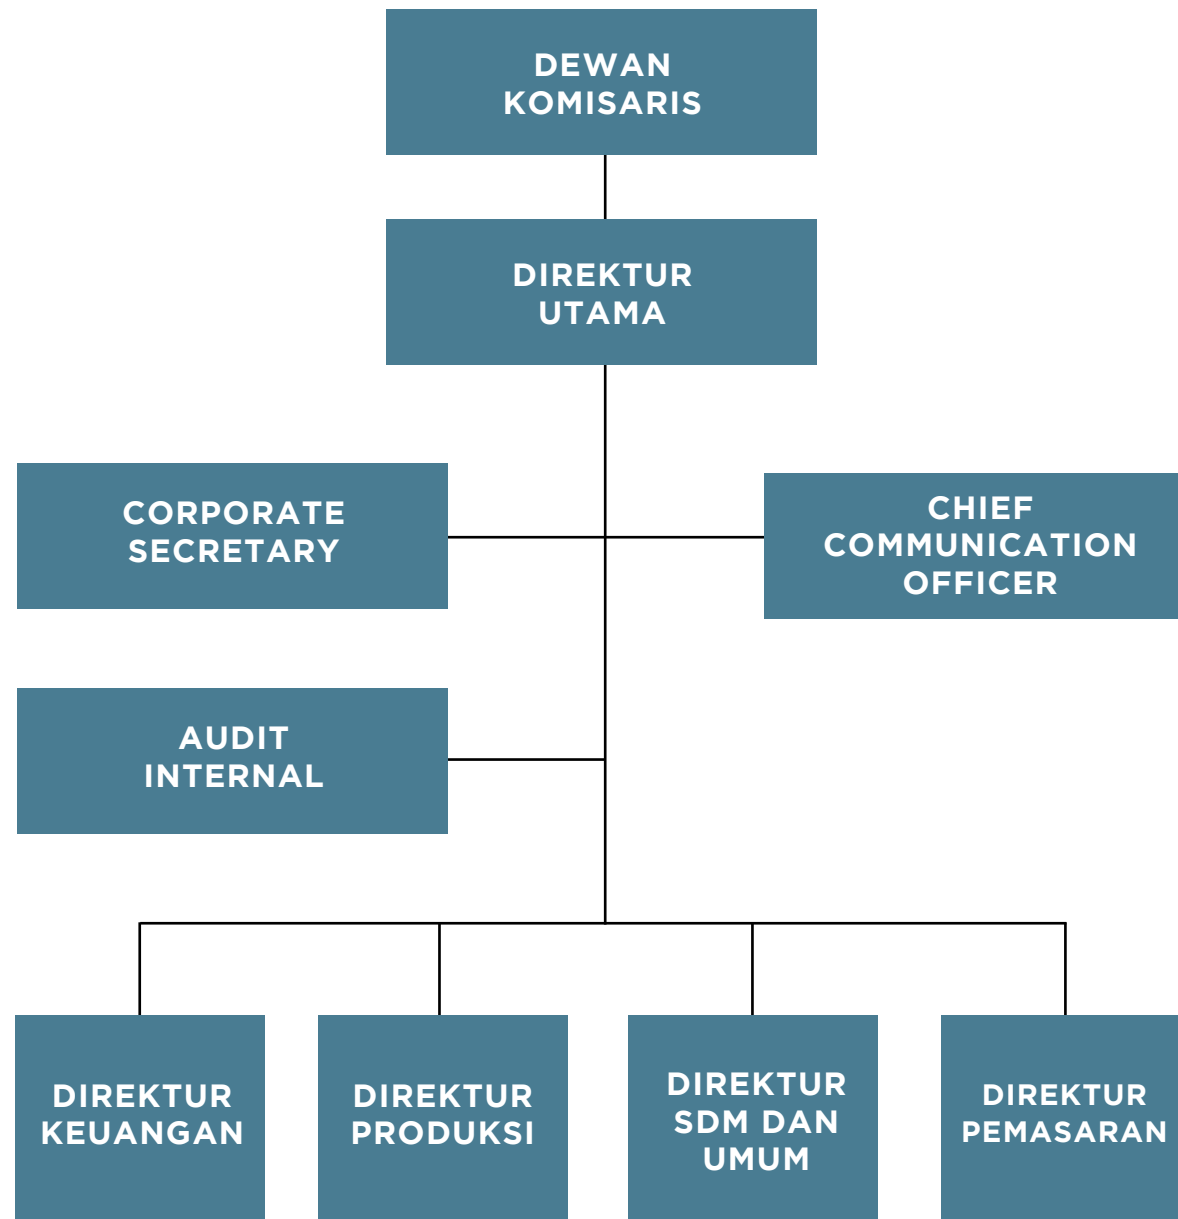 DEWAN
KOMISARIS
DIREKTUR
UTAMA
CORPORATE
SECRETARY
CHIEF
COMMUNICATION
OFFICER
AUDIT
INTERNAL
DIREKTUR
KEUANGAN
DIREKTUR
PRODUKSI
DIREKTUR
SDM DAN
UMUM
DIREKTUR
PEMASARAN